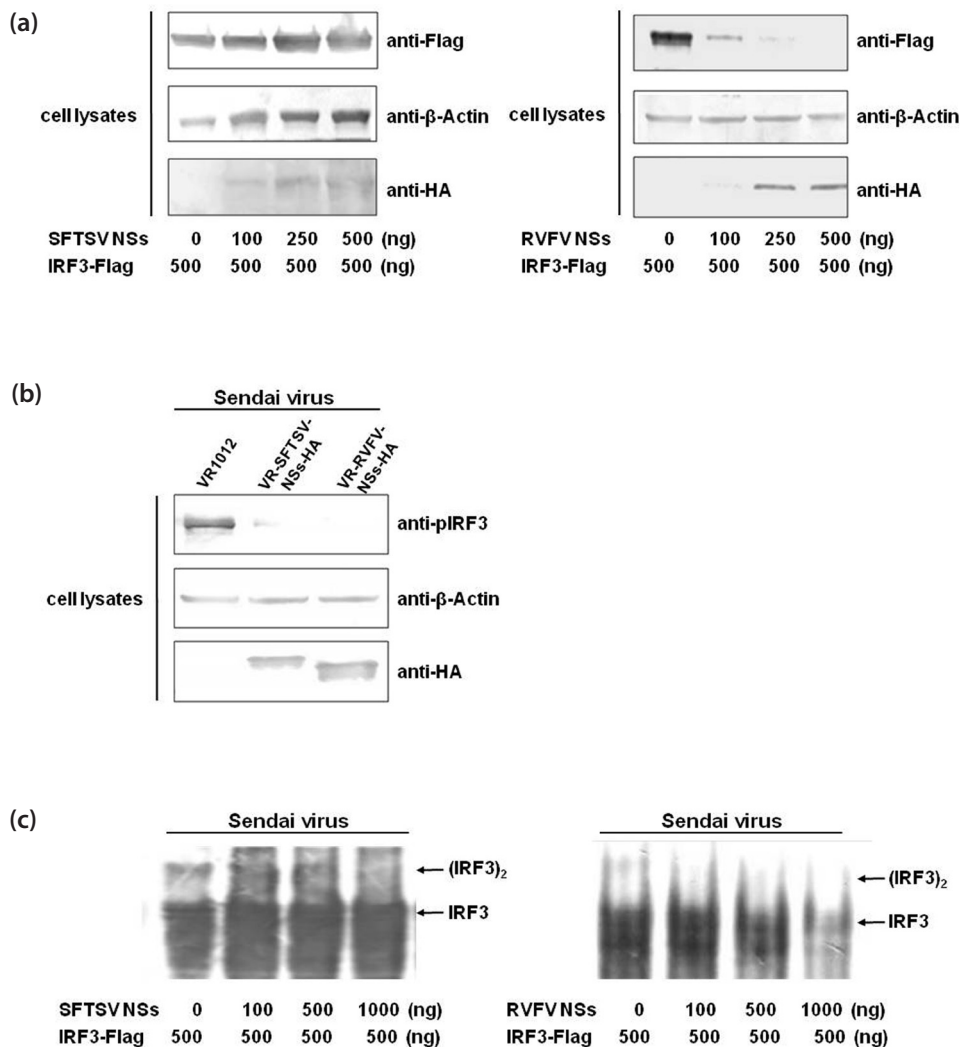 (a)
anti-Flag
cell lysates
anti-β-Actin
anti-HA
SFTSV NSs 0 100 250 500 (ng)
IRF3-Flag 500 500 500 500 (ng)
anti-Flag
cell lysates
anti-β-Actin
anti-HA
RVFV NSs 0 100 250 500 (ng)
IRF3-Flag 500 500 500 500 (ng)
(b)
Sendai virus
VR1012
VR-SFTSV-
NSs-HA
VR-RVFV-
NSs-HA
anti-pIRF3
cell lysates
anti-β-Actin
anti-HA
(c)
Sendai virus
(IRF3)₂
IRF3
SFTSV NSs 0 100 500 1000 (ng)
IRF3-Flag 500 500 500 500 (ng)
Sendai virus
(IRF3)₂
IRF3
RVFV NSs 0 100 500 1000 (ng)
IRF3-Flag 500 500 500 500 (ng)